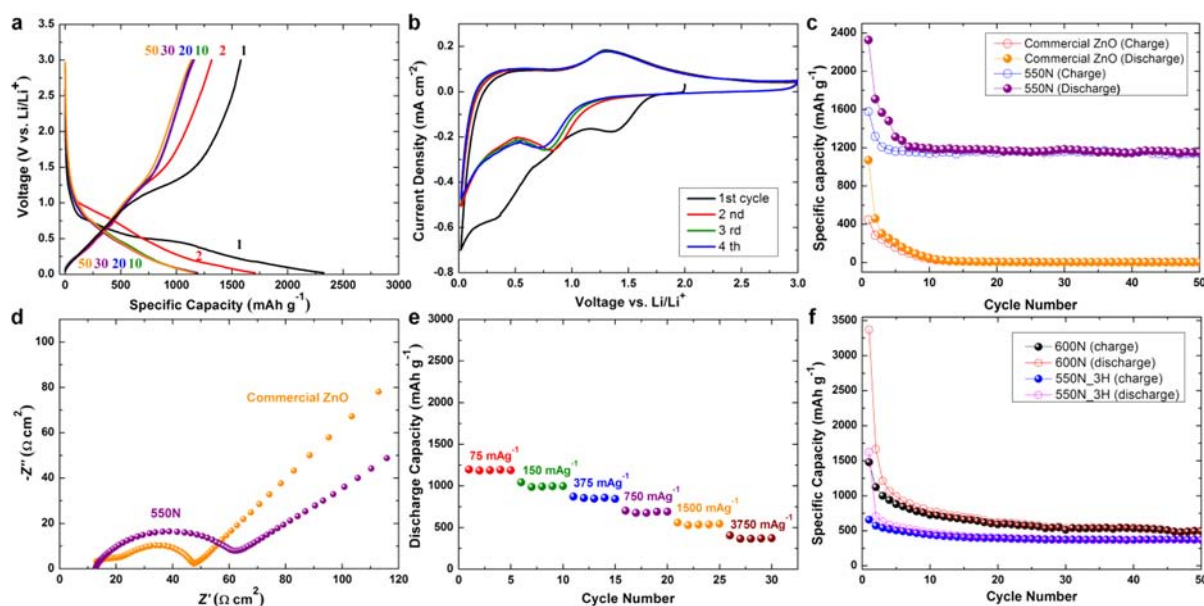 a
50 30 20 10 2 1
3.0
2.5
2.0
1.5
1.0
0.5
0.0
1
2
50 30 20 10
0 500 1000 1500 2000 2500 3000
Voltage (V vs. Li/Li⁺)
Specific Capacity (mAh g⁻¹)
b
0.4
0.2
0.0
-0.2
-0.4
-0.6
-0.8
1st cycle
2 nd
3 rd
4 th
0.0 0.5 1.0 1.5 2.0 2.5 3.0
Current Density (mA cm⁻²)
Voltage vs. Li/Li⁺
c
Commercial ZnO (Charge)
Commercial ZnO (Discharge)
550N (Charge)
550N (Discharge)
2400
2000
1600
1200
800
400
0
0 10 20 30 40 50
Specific capacity (mAh g⁻¹)
Cycle Number
d
100
80
60
40
20
0
Commercial ZnO
550N
0 20 40 60 80 100 120
-Z'' (Ω cm²)
Z' (Ω cm²)
e
3000
2700
2400
2100
1800
1500
1200
900
600
300
0
75 mAg⁻¹
150 mAg⁻¹
375 mAg⁻¹
750 mAg⁻¹
1500 mAg⁻¹
3750 mAg⁻¹
0 5 10 15 20 25 30
Discharge Capacity (mAh g⁻¹)
Cycle Number
f
600N (charge)
600N (discharge)
550N_3H (charge)
550N_3H (discharge)
3500
3000
2500
2000
1500
1000
500
0
0 10 20 30 40 50
Specific Capacity (mAh g⁻¹)
Cycle Number